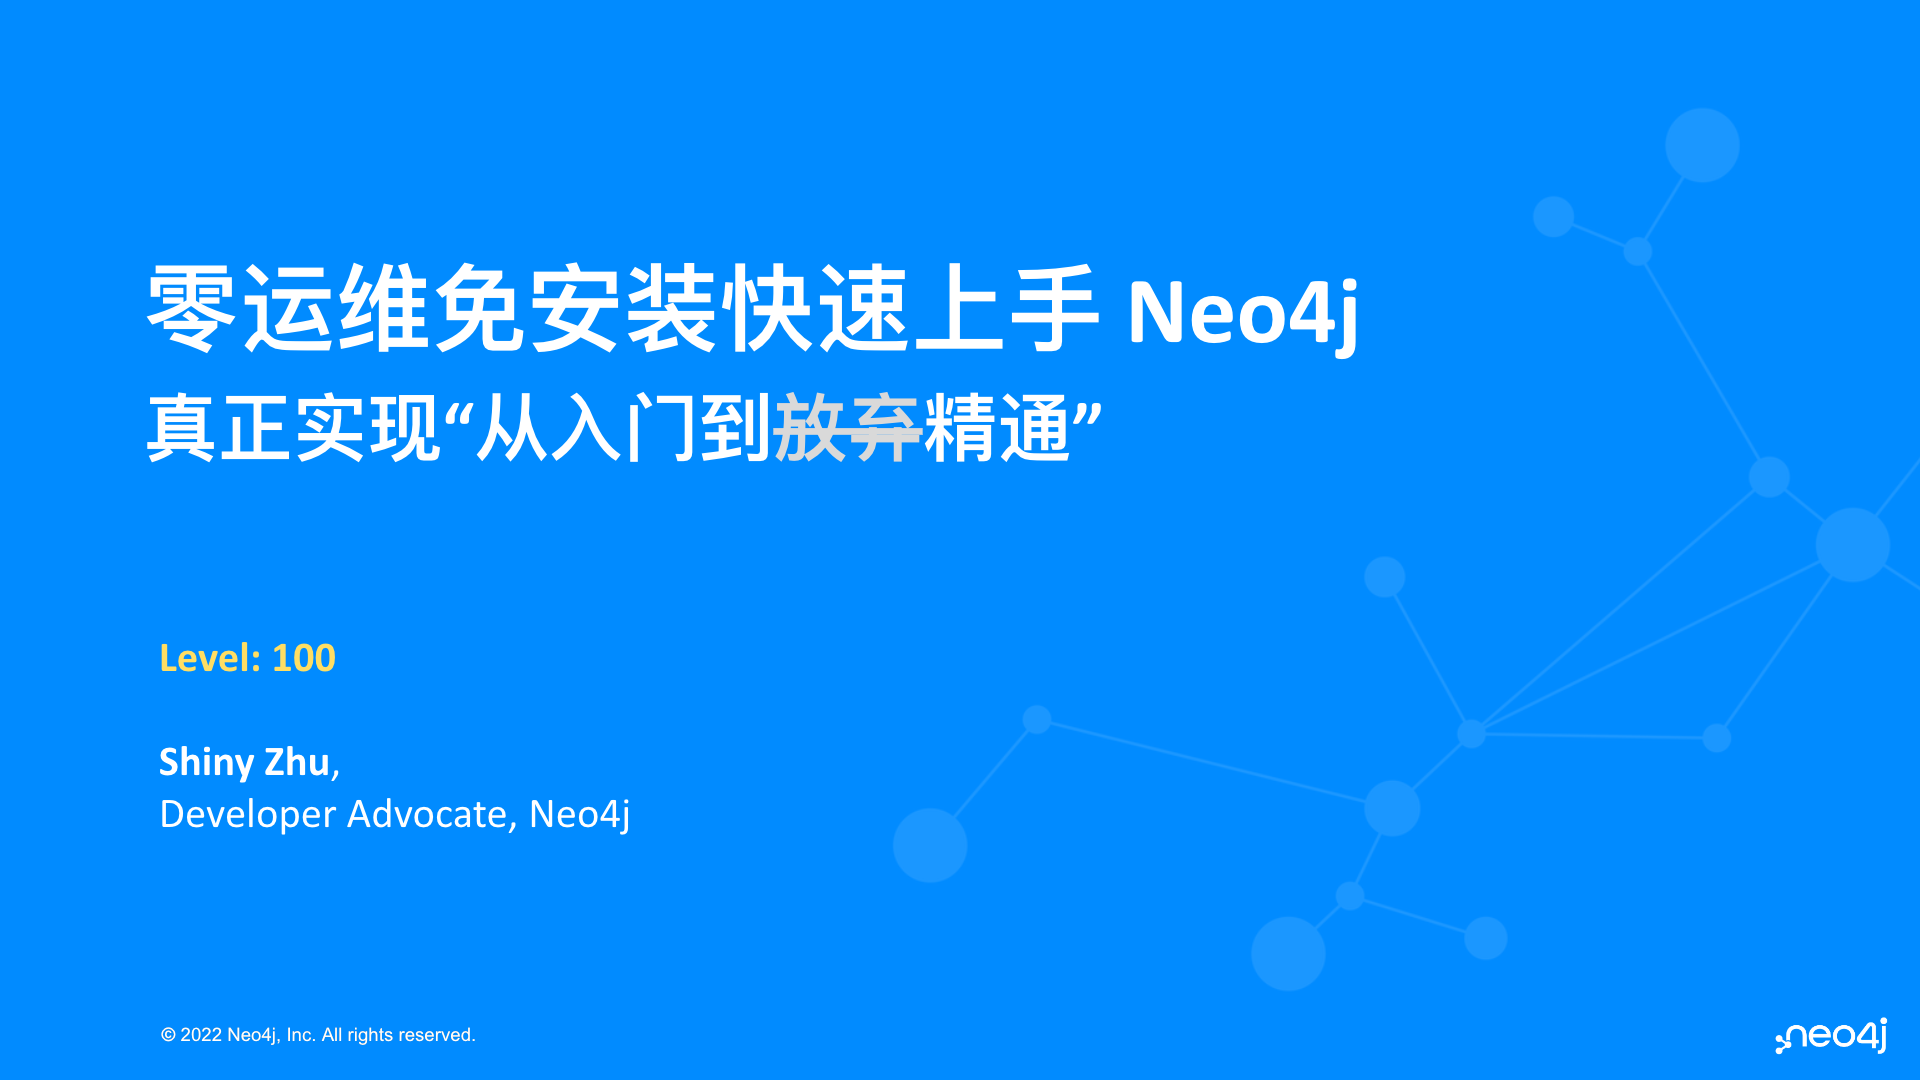 零运维免安装快速上手 Neo4j
真正实现“从入门到放弃精通”
Level: 100
Shiny Zhu,
Developer Advocate, Neo4j
© 2022 Neo4j, Inc. All rights reserved.
neo4j